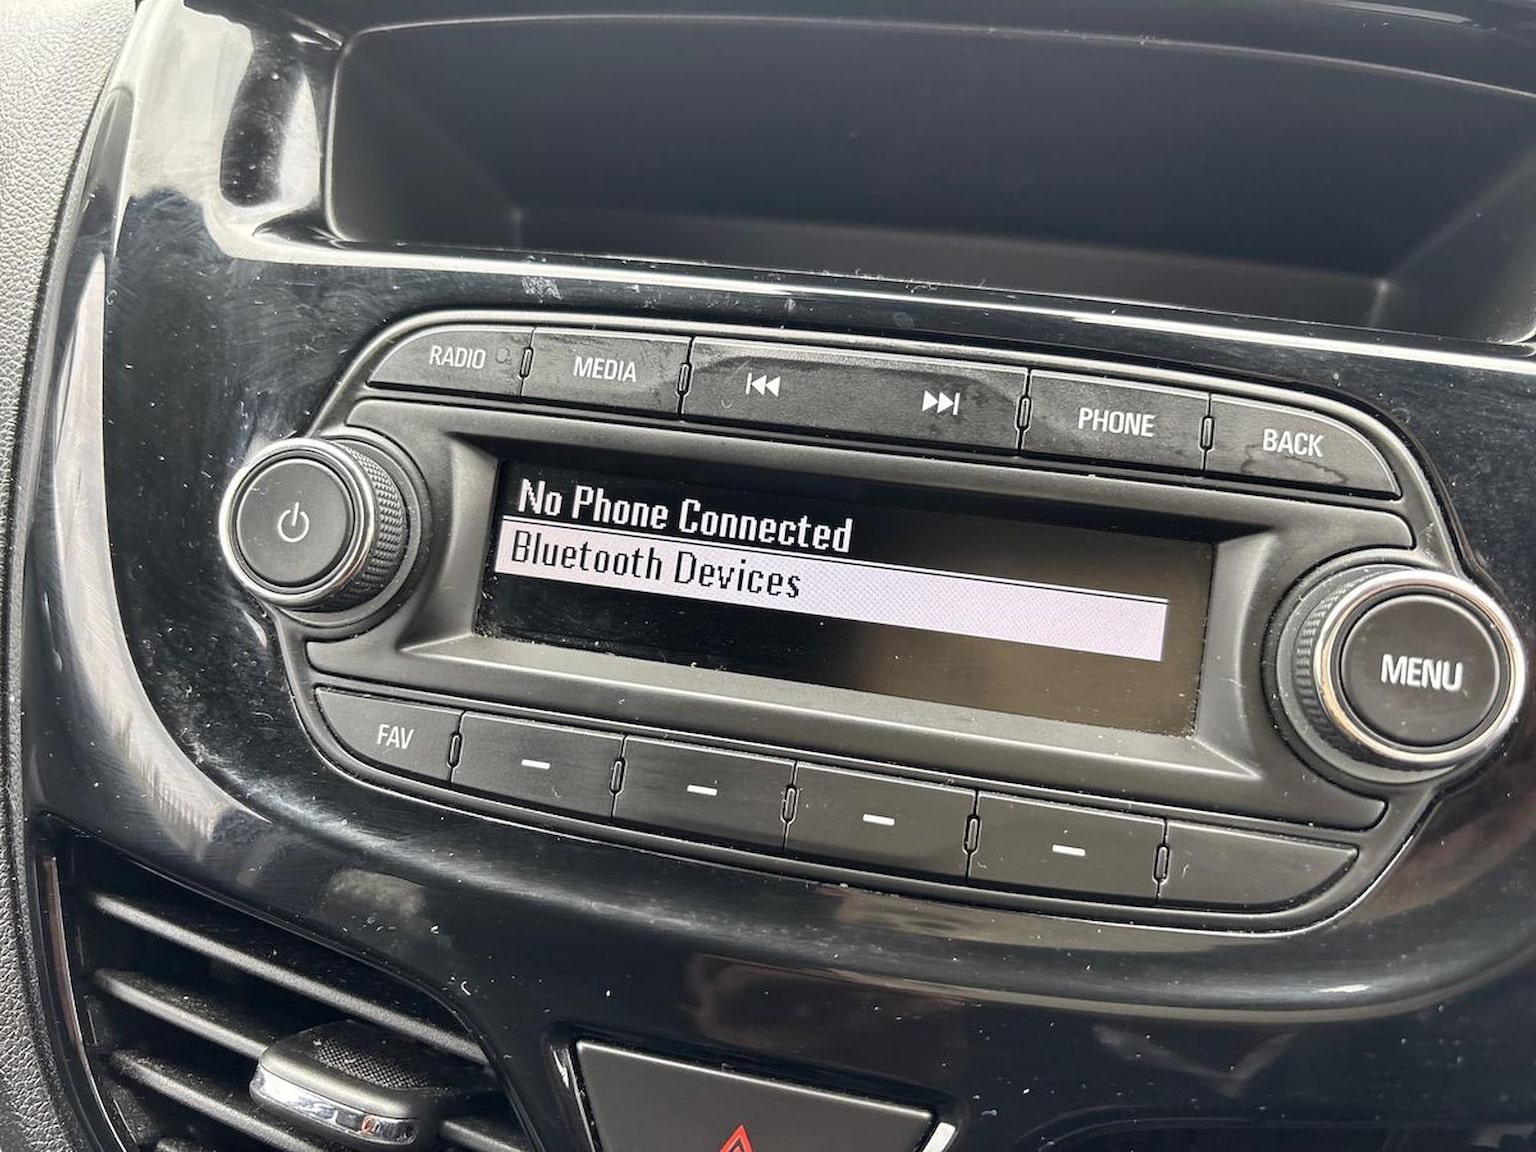 RADIO MEDIA PHONE BACK
No Phone Connected
Bluetooth Devices
MENU
FAV